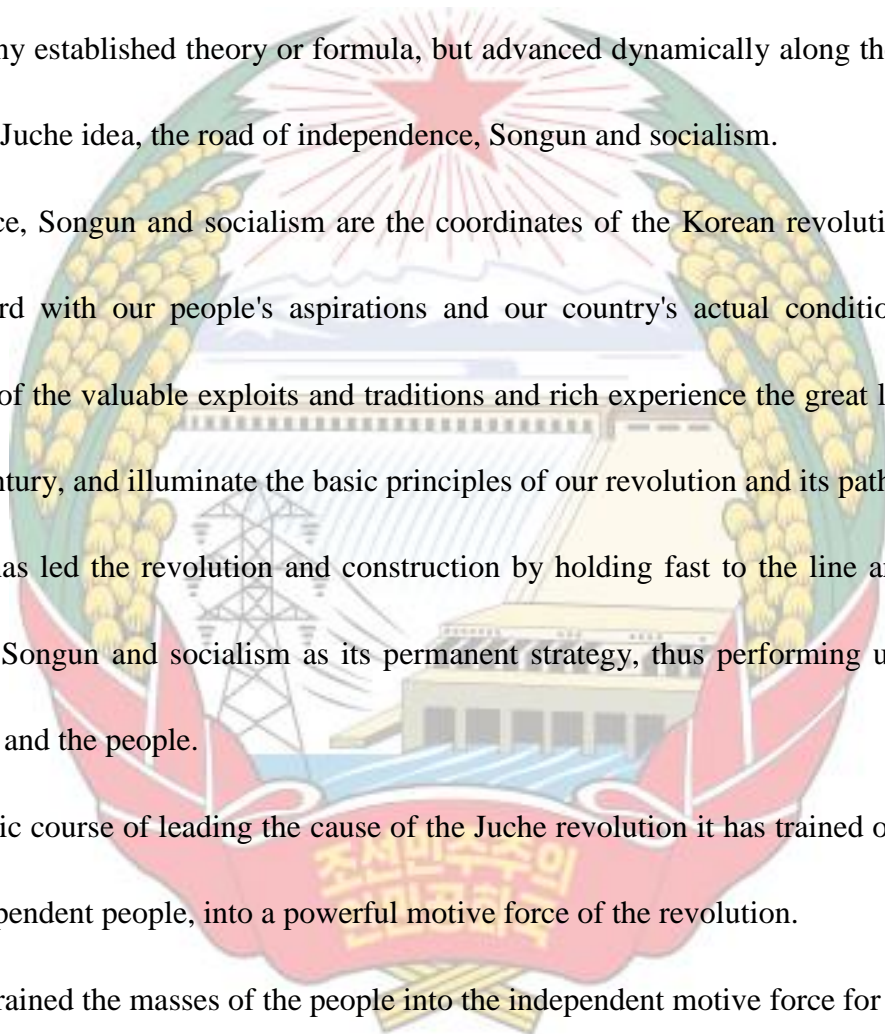 ny established theory or formula, but advanced dynamically along th
Juche idea, the road of independence, Songun and socialism.
ce, Songun and socialism are the coordinates of the Korean revoluti
rd with our people's aspirations and our country's actual conditio
of the valuable exploits and traditions and rich experience the great l
ntury, and illuminate the basic principles of our revolution and its path
has led the revolution and construction by holding fast to the line a
Songun and socialism as its permanent strategy, thus performing u
and the people.
ic course of leading the cause of the Juche revolution it has trained o
조선민주주의
pendent people, into a powerful motive force of the revolution.
인민공화국
rained the masses of the people into the independent motive force for